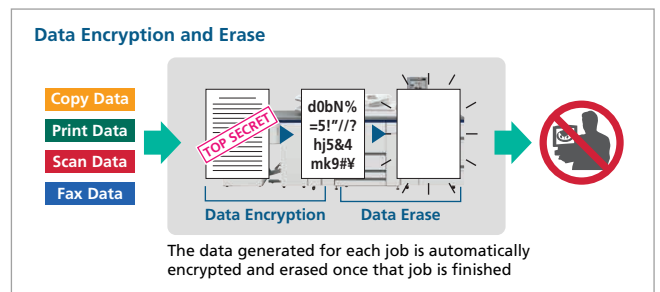 Data Encryption and Erase
Copy Data
Print Data
Scan Data
Fax Data
TOP SECRET
d0bN%
=5!"//?
hj5&4
mk9#¥
Data Encryption
Data Erase
The data generated for each job is automatically
encrypted and erased once that job is finished